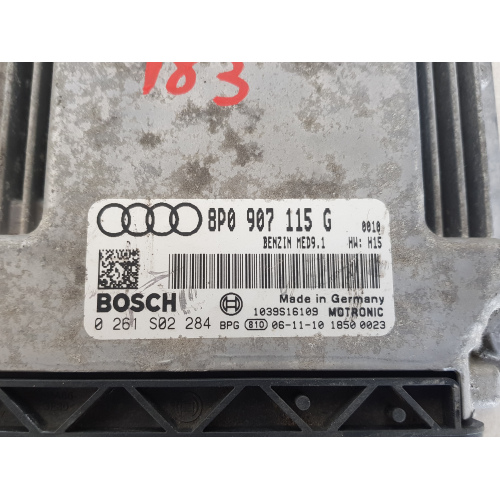 183
8P0 907 115 G 0010
BENZIN MED9.1 HW: H15
BOSCH Made in Germany
1039S16109 MOTRONIC
0 261 S02 284 BPG 810 06-11-10 1850 0023